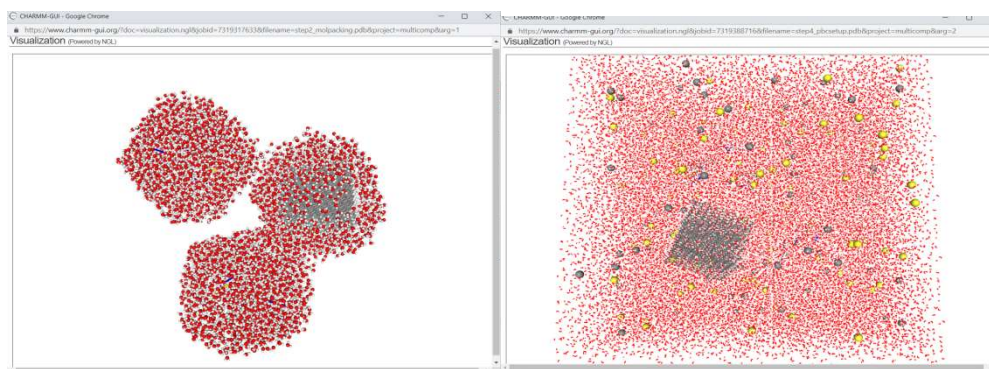 CHARMM-GUI - Google Chrome
https://www.charmm-gui.org/?doc=visualization.ngl&jobid=7319317633&filename=step2_molpacking.pdb&project=multicomp&arg=1
Visualization (Powered by NGL)
CHARMM-GUI - Google Chrome
https://www.charmm-gui.org/?doc=visualization.ngl&jobid=7319388716&filename=step4_pbcsetup.pdb&project=multicomp&arg=2
Visualization (Powered by NGL)